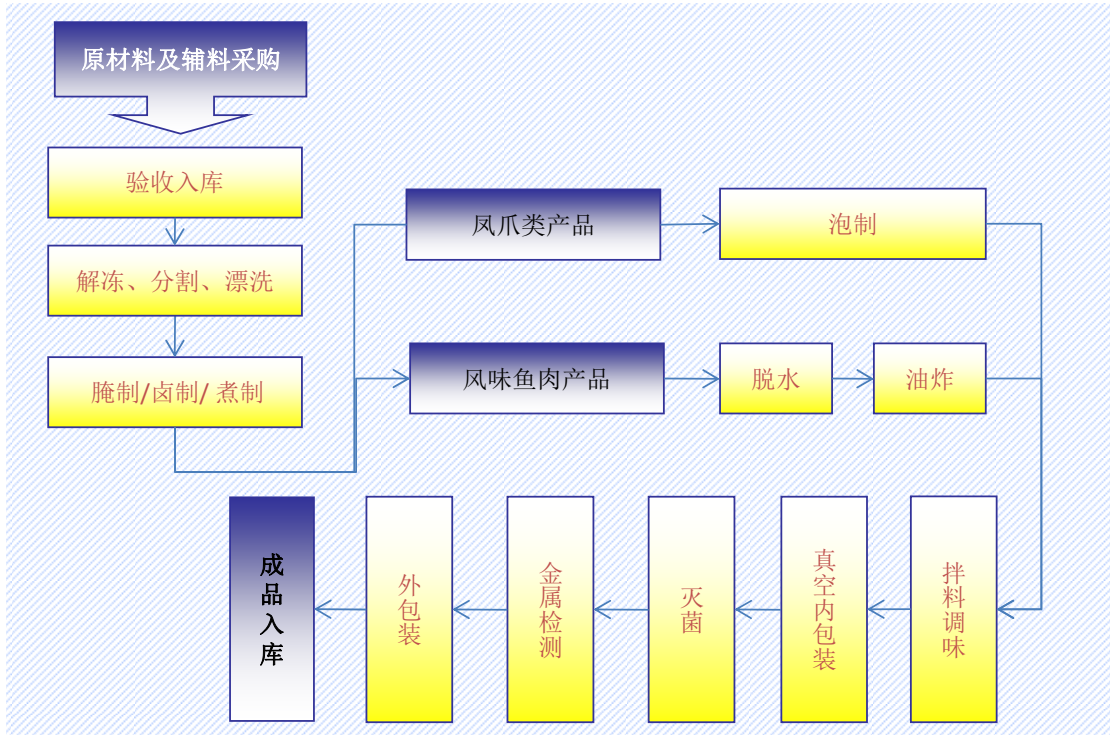 原材料及辅料采购
验收入库
解冻、分割、漂洗
腌制/卤制/ 煮制
凤爪类产品
泡制
风味鱼肉产品
脱水
油炸
拌料调味
真空内包装
灭菌
金属检测
外包装
成品入库